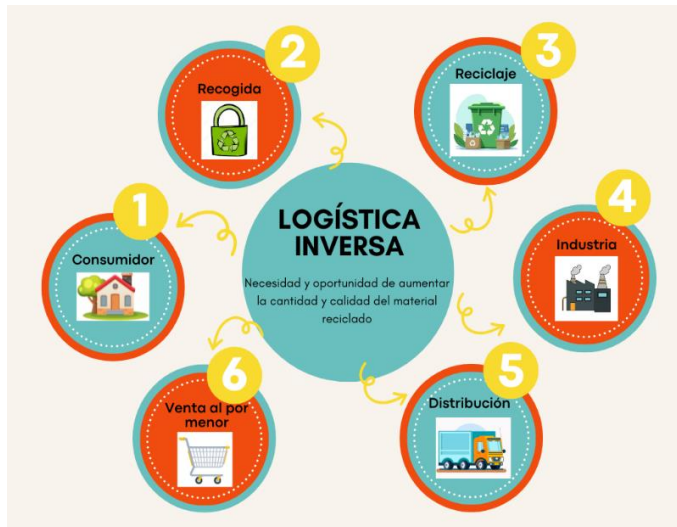 LOGÍSTICA
INVERSA
Necesidad y oportunidad de aumentar
la cantidad y calidad del material
reciclado
1
Consumidor
2
Recogida
3
Reciclaje
4
Industria
5
Distribución
6
Venta al por
menor